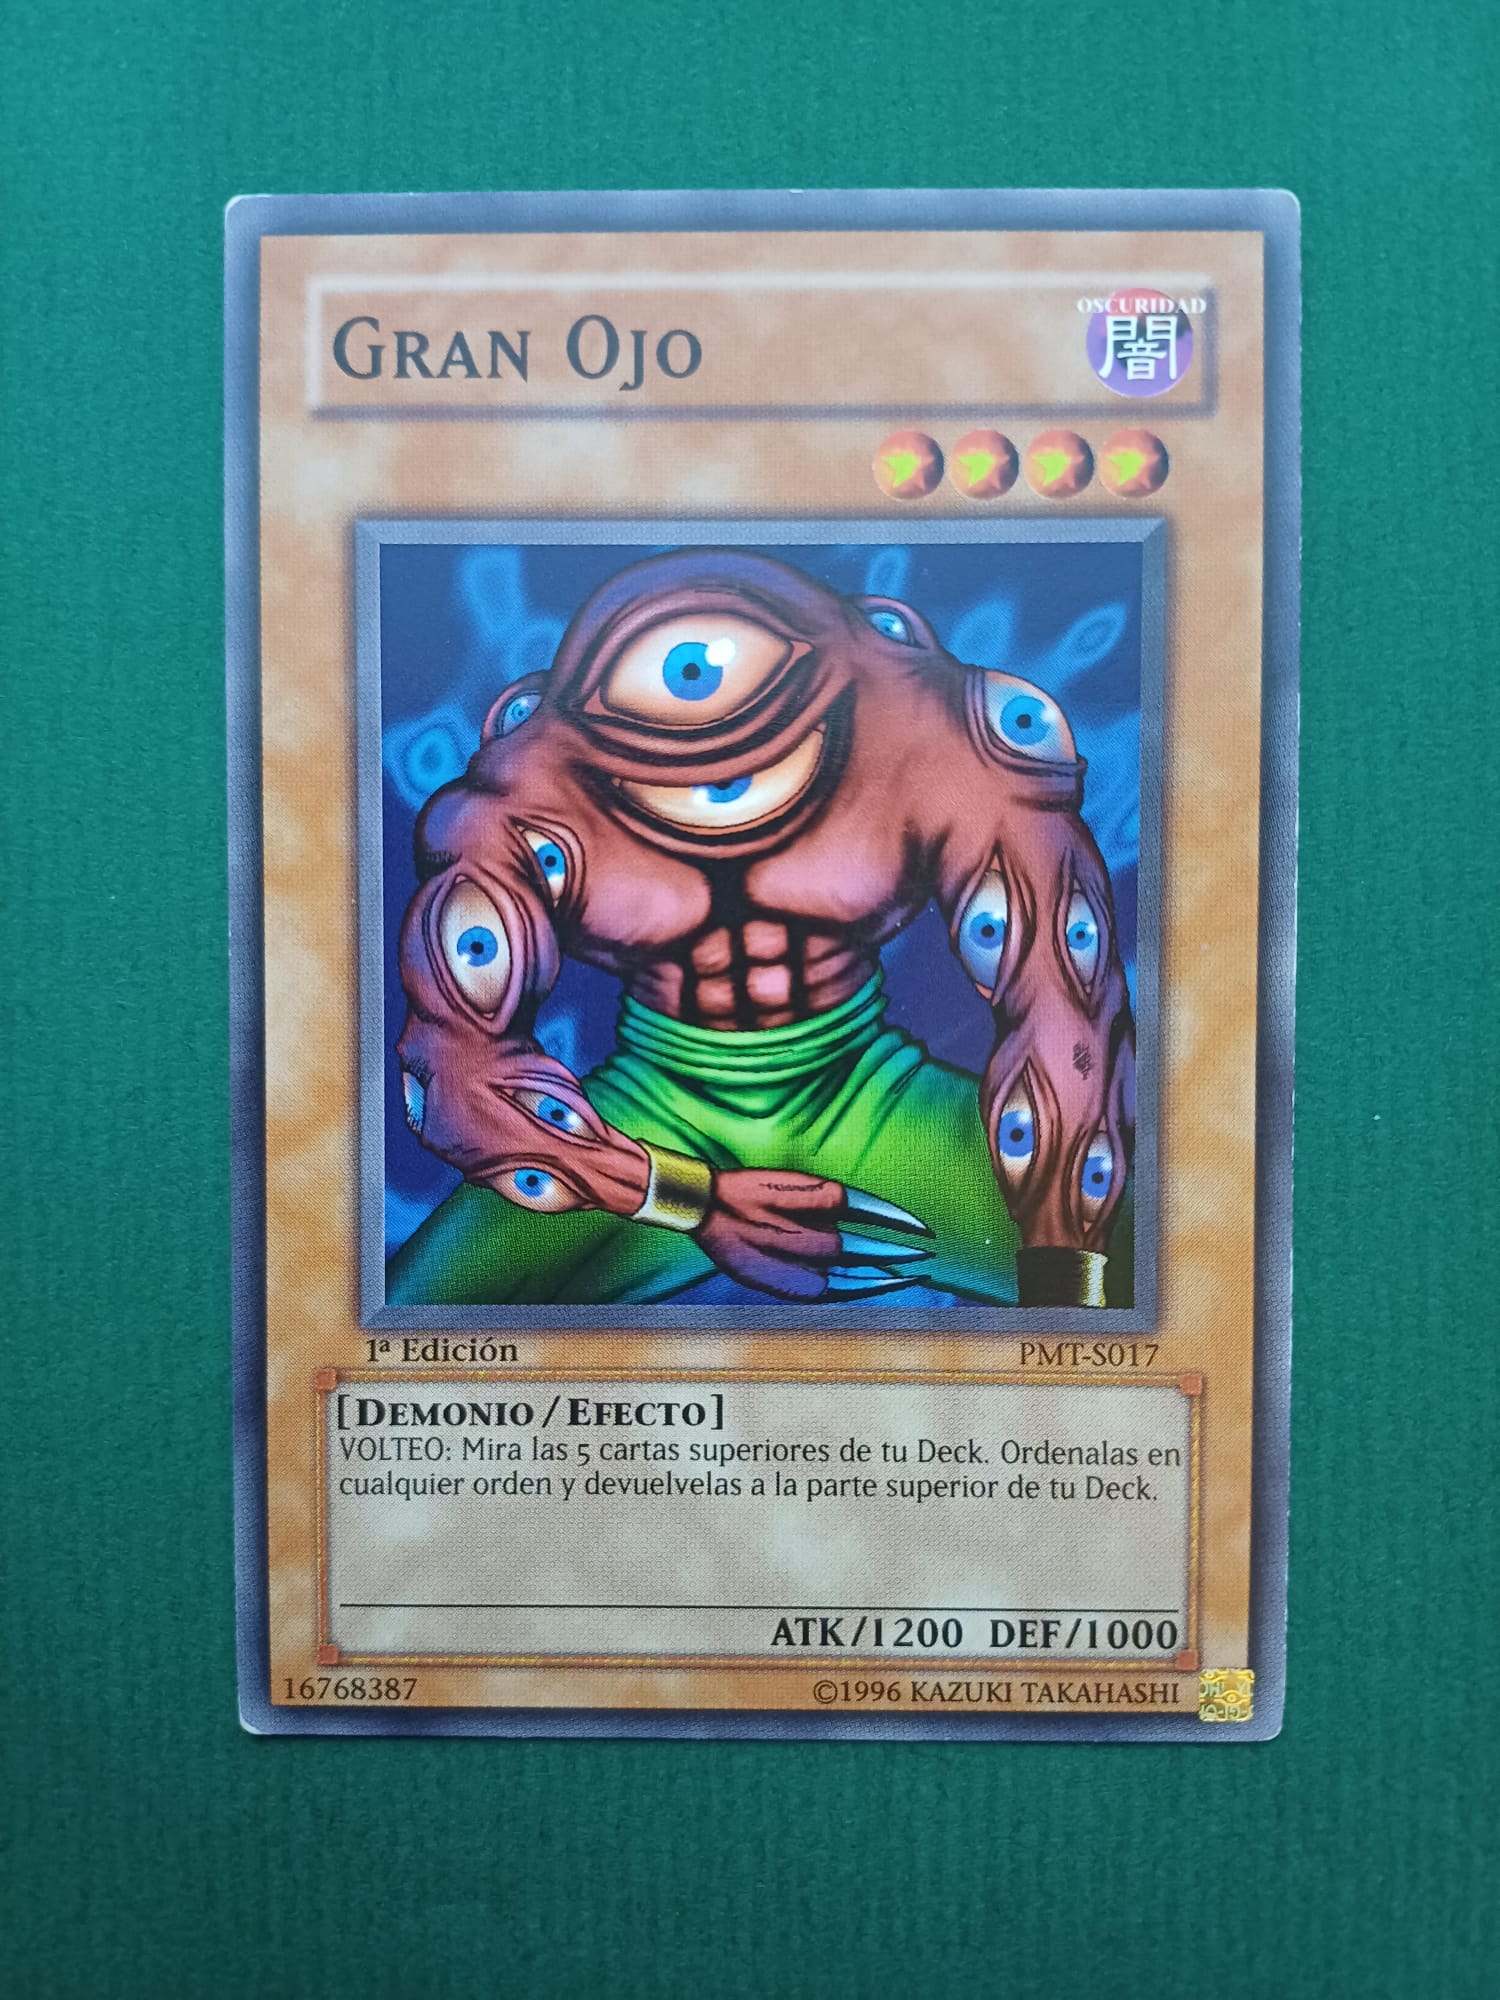 GRAN OJO
OSCURIDAD
闇
1ª Edición
PMT-S017
[DEMONIO/EFECTO]
VOLTEO: Mira las 5 cartas superiores de tu Deck. Ordenalas en
cualquier orden y devuelvelas a la parte superior de tu Deck.
ATK/1200 DEF/1000
16768387
©1996 KAZUKI TAKAHASHI